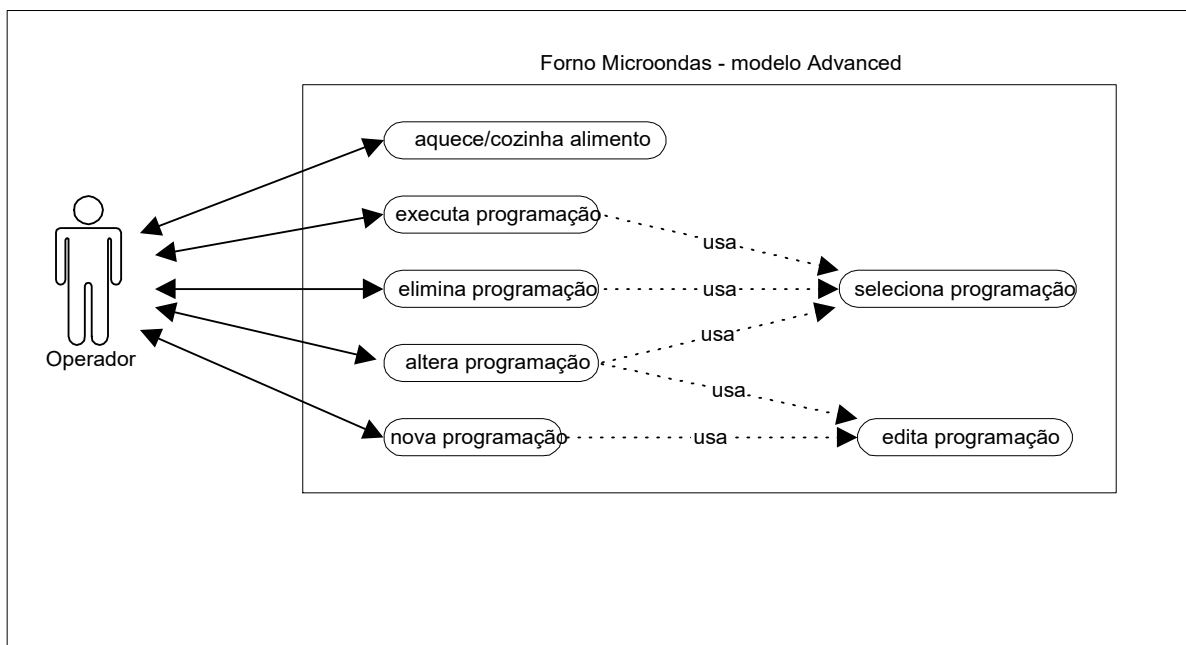 Forno Microondas - modelo Advanced
aquece/cozinha alimento
executa programação
usa
elimina programação
usa
seleciona programação
usa
Operador
altera programação
usa
nova programação
usa
edita programação